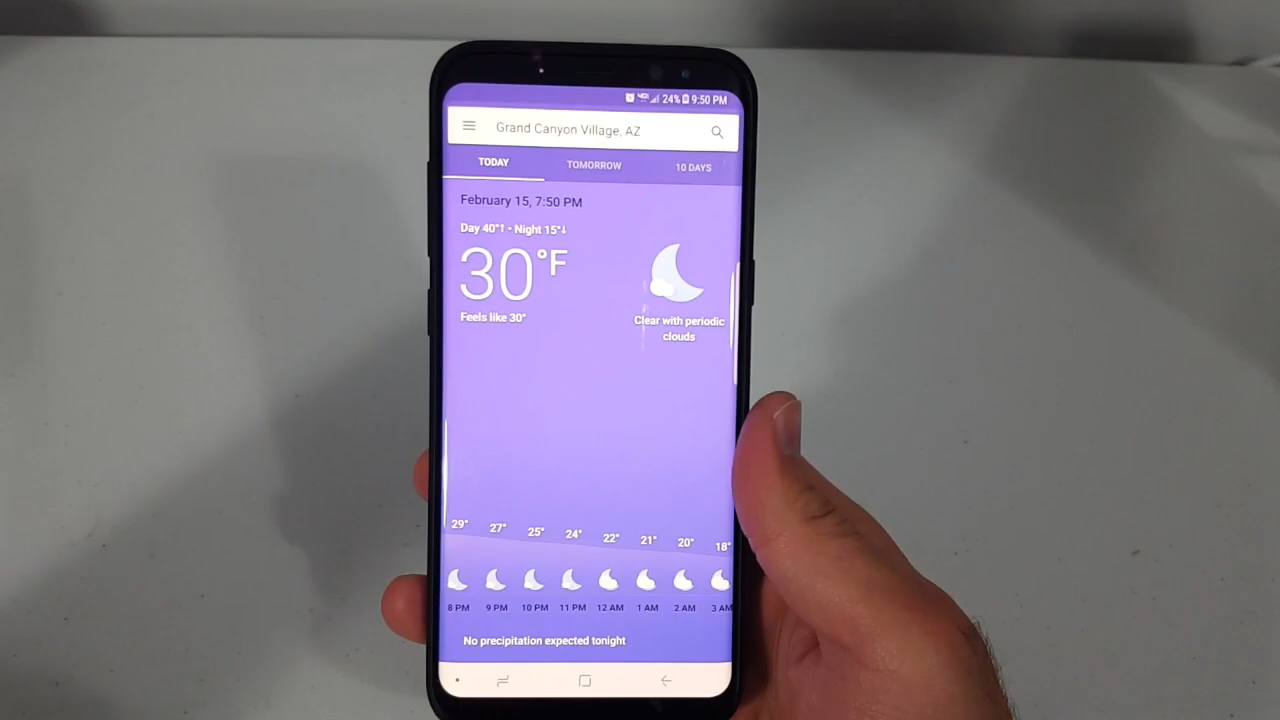 24% 9:50 PM
Grand Canyon Village, AZ
TODAY TOMORROW 10 DAYS
February 15, 7:50 PM
Day 40°↑ - Night 15°↓
30°F
Feels like 30°
Clear with periodic
clouds
29° 27° 25° 24° 22° 21° 20° 18°
8 PM 9 PM 10 PM 11 PM 12 AM 1 AM 2 AM 3 AM
No precipitation expected tonight